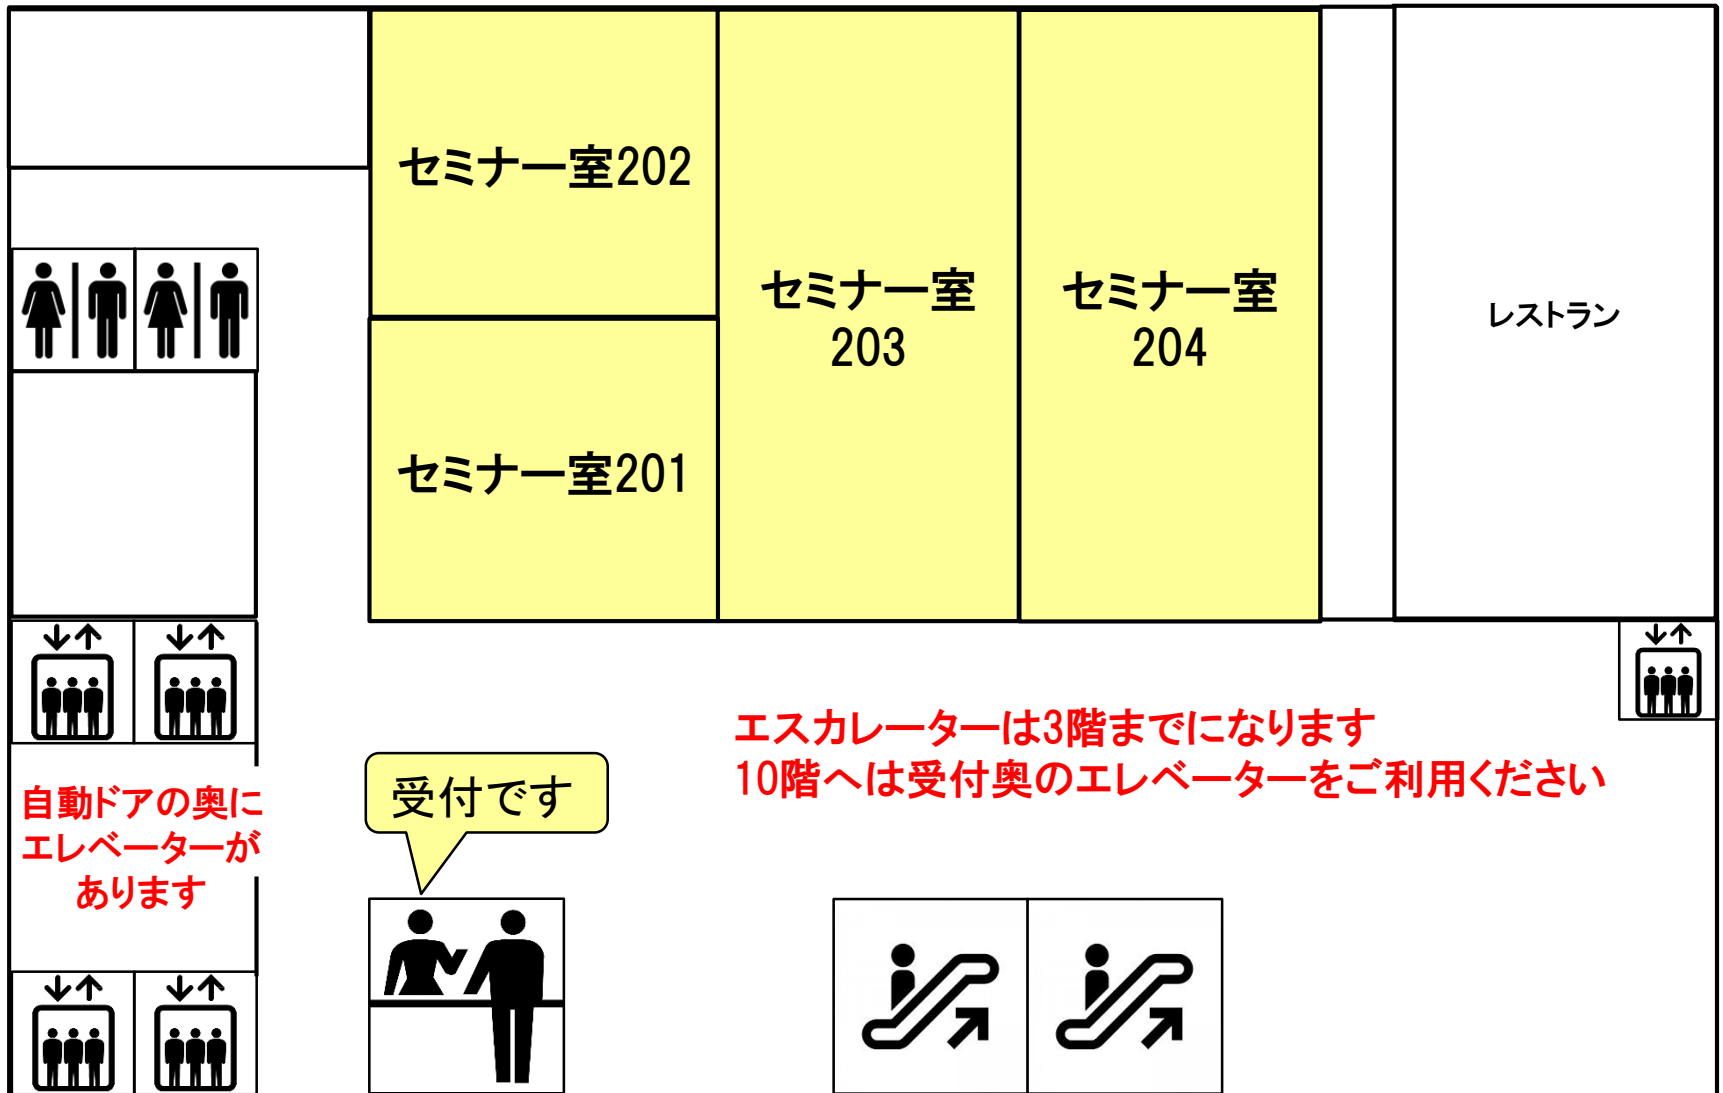 セミナー室202
セミナー室
203
セミナー室
204
レストラン
セミナー室201
エスカレーターは3階までになります
10階へは受付奥のエレベーターをご利用ください
自動ドアの奥に
エレベーターが
あります
受付です